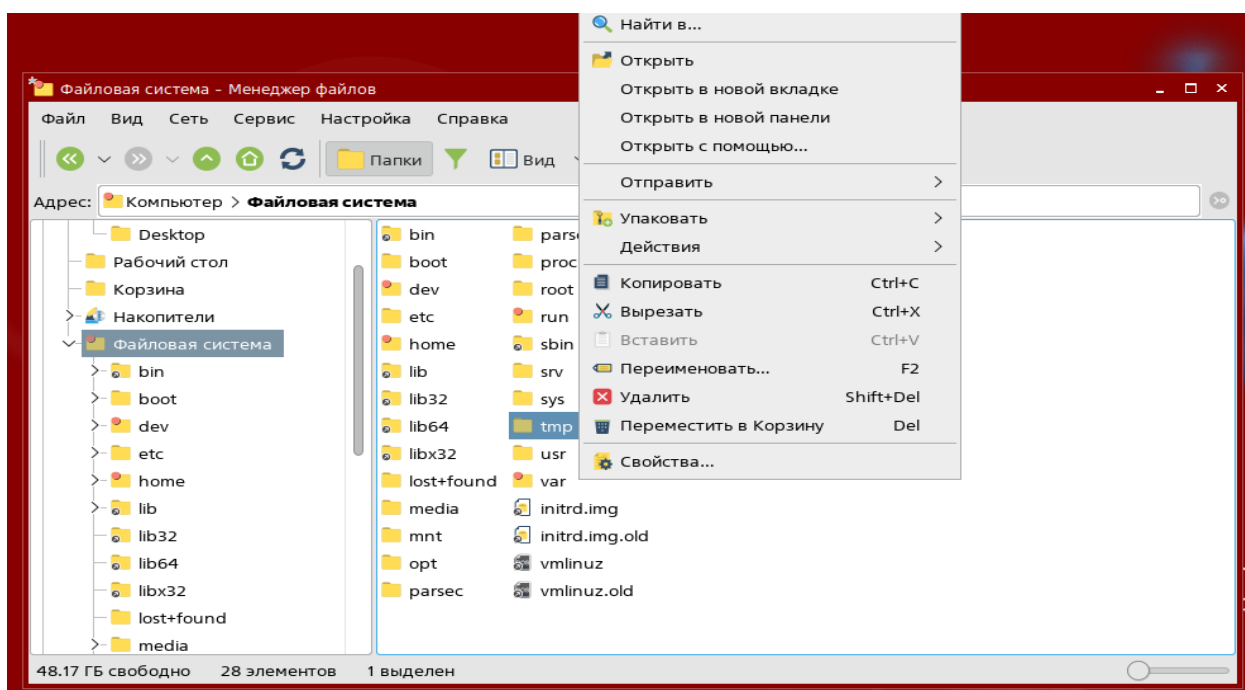 Найти в...
Открыть
Открыть в новой вкладке
Открыть в новой панели
Открыть с помощью...
Отправить
Упаковать
Действия
Копировать Ctrl+C
Вырезать Ctrl+X
Вставить Ctrl+V
Переименовать... F2
Удалить Shift+Del
Переместить в Корзину Del
Свойства...
Файловая система - Менеджер файлов
Файл Вид Сеть Сервис Настройка Справка
Папки Вид
Адрес: Компьютер > Файловая система
Desktop
Рабочий стол
Корзина
Накопители
Файловая система
bin
boot
dev
etc
home
lib
lib32
lib64
libx32
lost+found
media
bin
boot
dev
etc
home
lib
lib32
lib64
libx32
lost+found
media
mnt
opt
parsec
pars
proc
root
run
sbin
srv
sys
tmp
usr
var
initrd.img
initrd.img.old
vmlinuz
vmlinuz.old
48.17 ГБ свободно 28 элементов 1 выделен